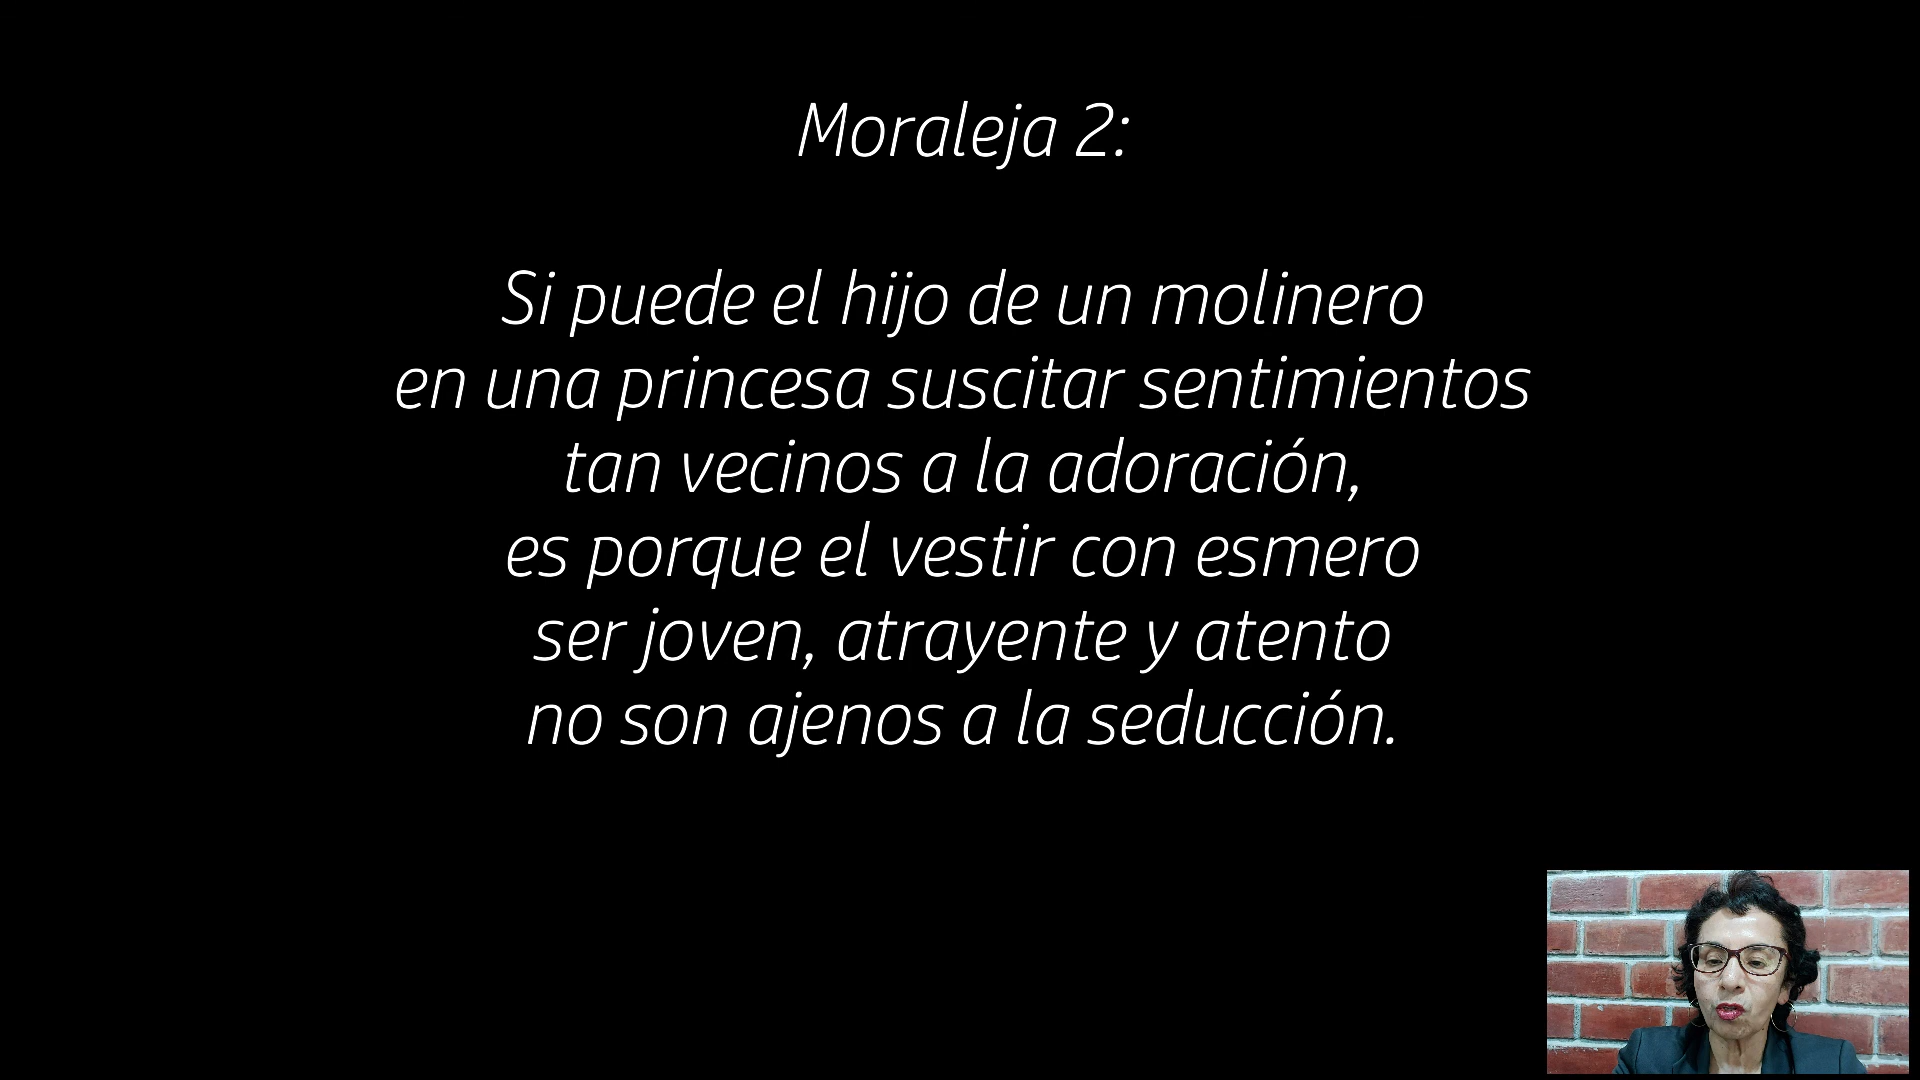 Moraleja 2:
Si puede el hijo de un molinero
en una princesa suscitar sentimientos
tan vecinos a la adoración,
es porque el vestir con esmero
ser joven, atrayente y atento
no son ajenos a la seducción.